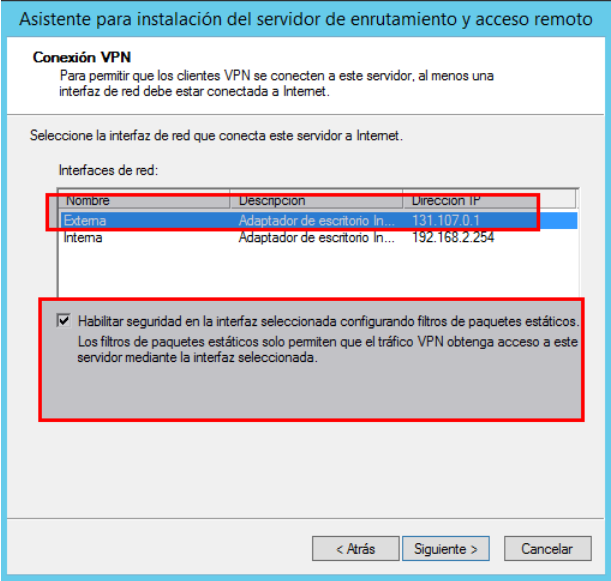 Asistente para instalación del servidor de enrutamiento y acceso remoto
Conexión VPN
Para permitir que los clientes VPN se conecten a este servidor, al menos una
interfaz de red debe estar conectada a Internet.
Seleccione la interfaz de red que conecta este servidor a Internet.
Interfaces de red:
Nombre Descripción Dirección IP
Externa Adaptador de escritorio In... 131.107.0.1
Interna Adaptador de escritorio In... 192.168.2.254
Habilitar seguridad en la interfaz seleccionada configurando filtros de paquetes estáticos.
Los filtros de paquetes estáticos solo permiten que el tráfico VPN obtenga acceso a este
servidor mediante la interfaz seleccionada.
< Atrás Siguiente > Cancelar